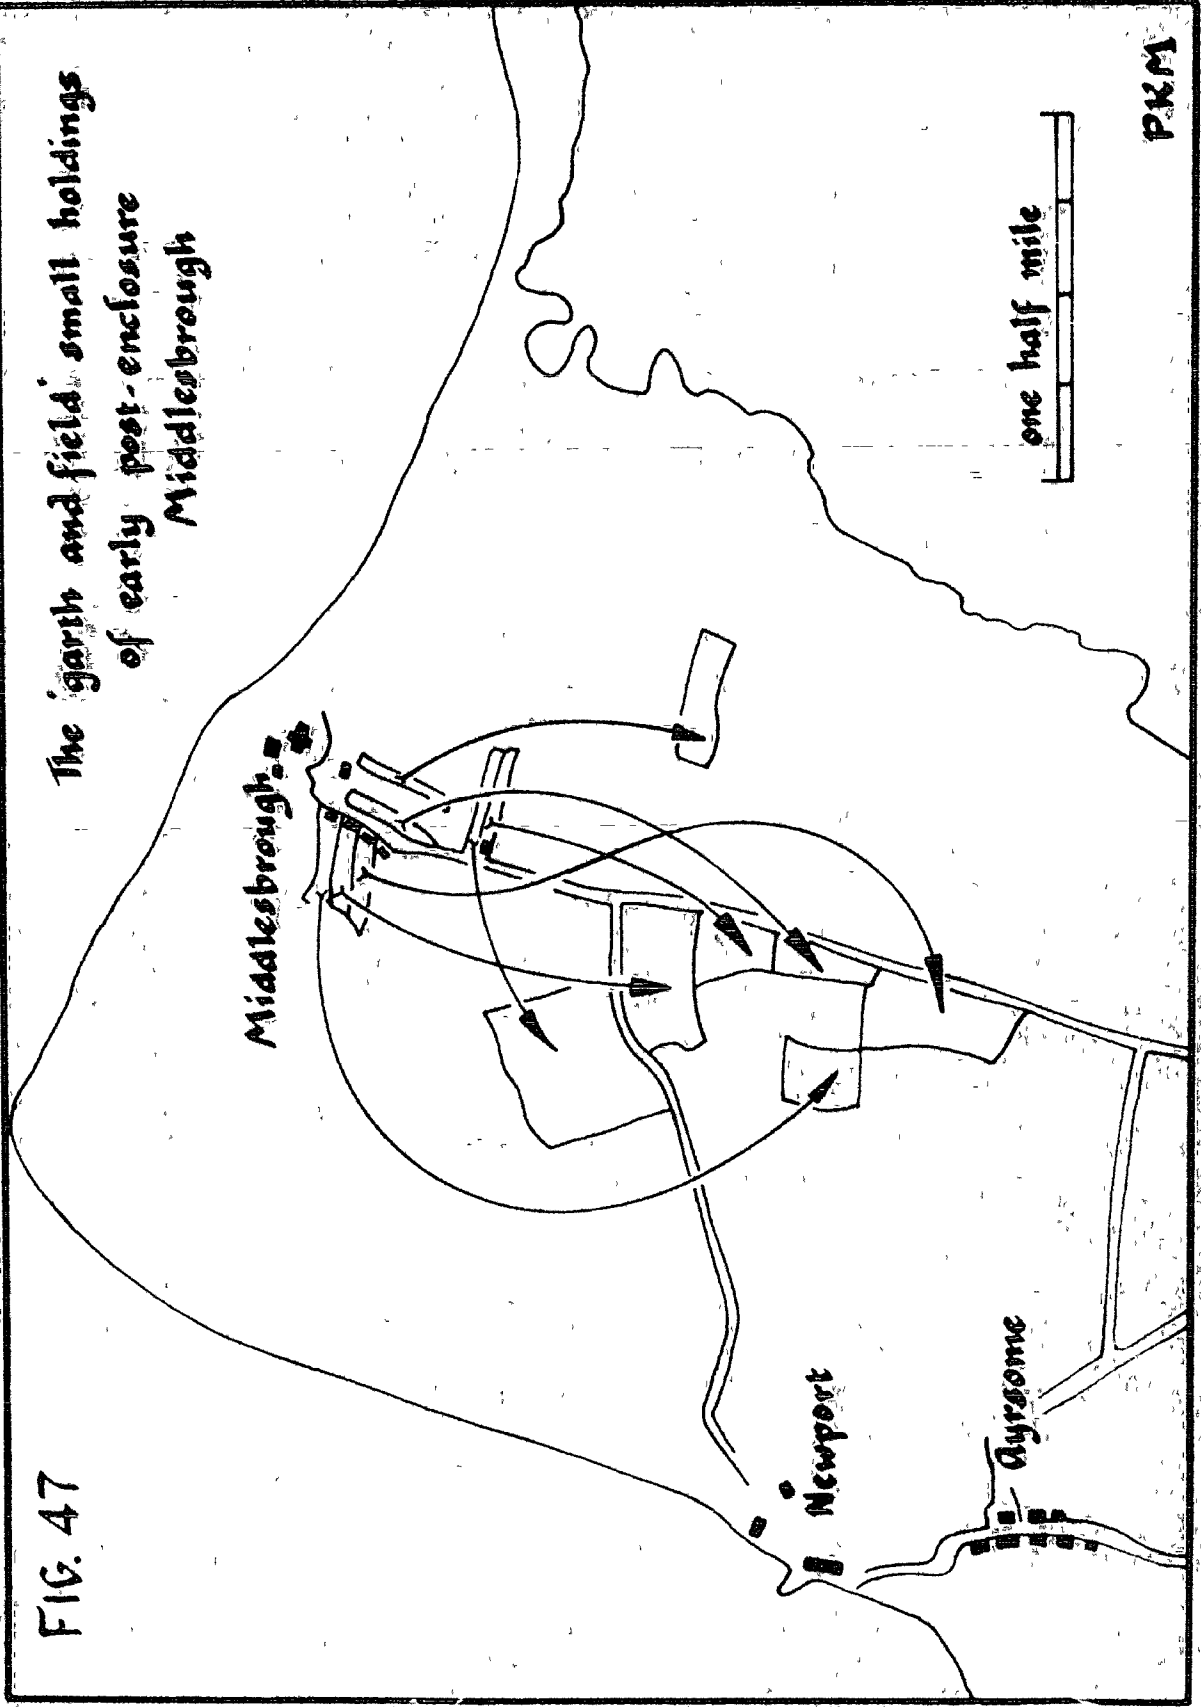 FIG. 47
The 'garth and field' small holdings
of early post-enclosure
Middlesbrough
Middlesbrough
Newport
Ayrsome
one half mile
PKM